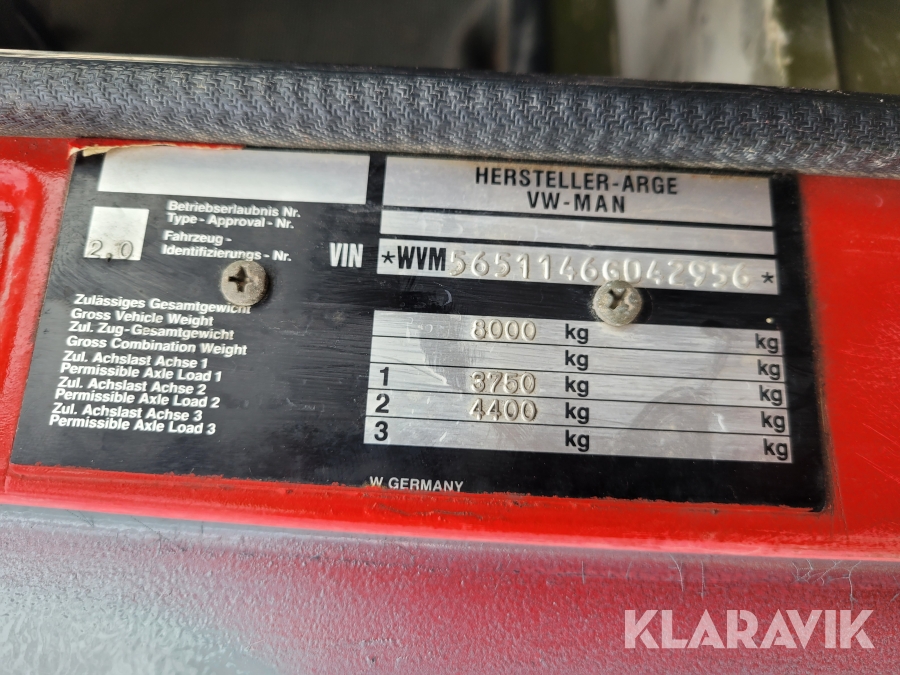 HERSTELLER-ARGE
VW-MAN
Betriebserlaubnis Nr.
Type - Approval - Nr.
2,0
Fahrzeug -
Identifizierungs - Nr.
VIN
*WVM5651146G042956*
Zulässiges Gesamtgewicht
Gross Vehicle Weight
Zul. Zug-Gesamtgewicht
Gross Combination Weight
Zul. Achslast Achse 1
Permissible Axle Load 1
Zul. Achslast Achse 2
Permissible Axle Load 2
Zul. Achslast Achse 3
Permissible Axle Load 3
8000 kg kg
kg kg
1 3750 kg kg
2 4400 kg kg
3 kg kg
W GERMANY
KLARAVIK